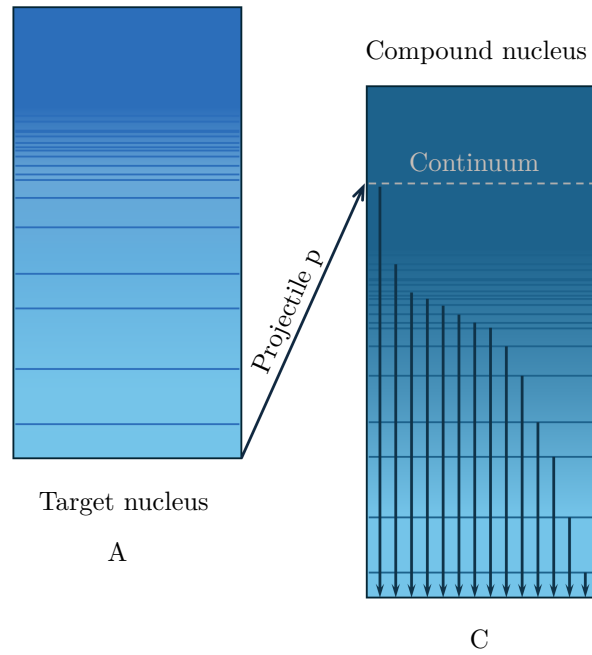 Compound nucleus
Continuum
Projectile p
Target nucleus
A
C